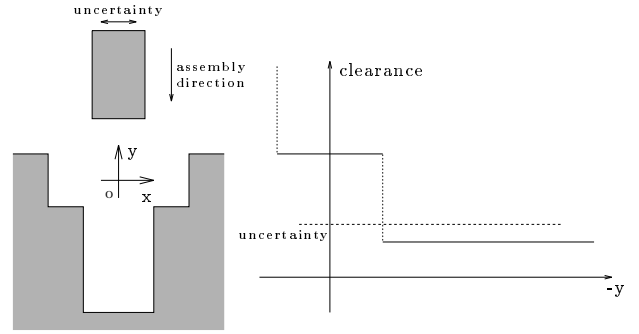 uncertainty
assembly
direction
y
o
x
clearance
uncertainty
-y